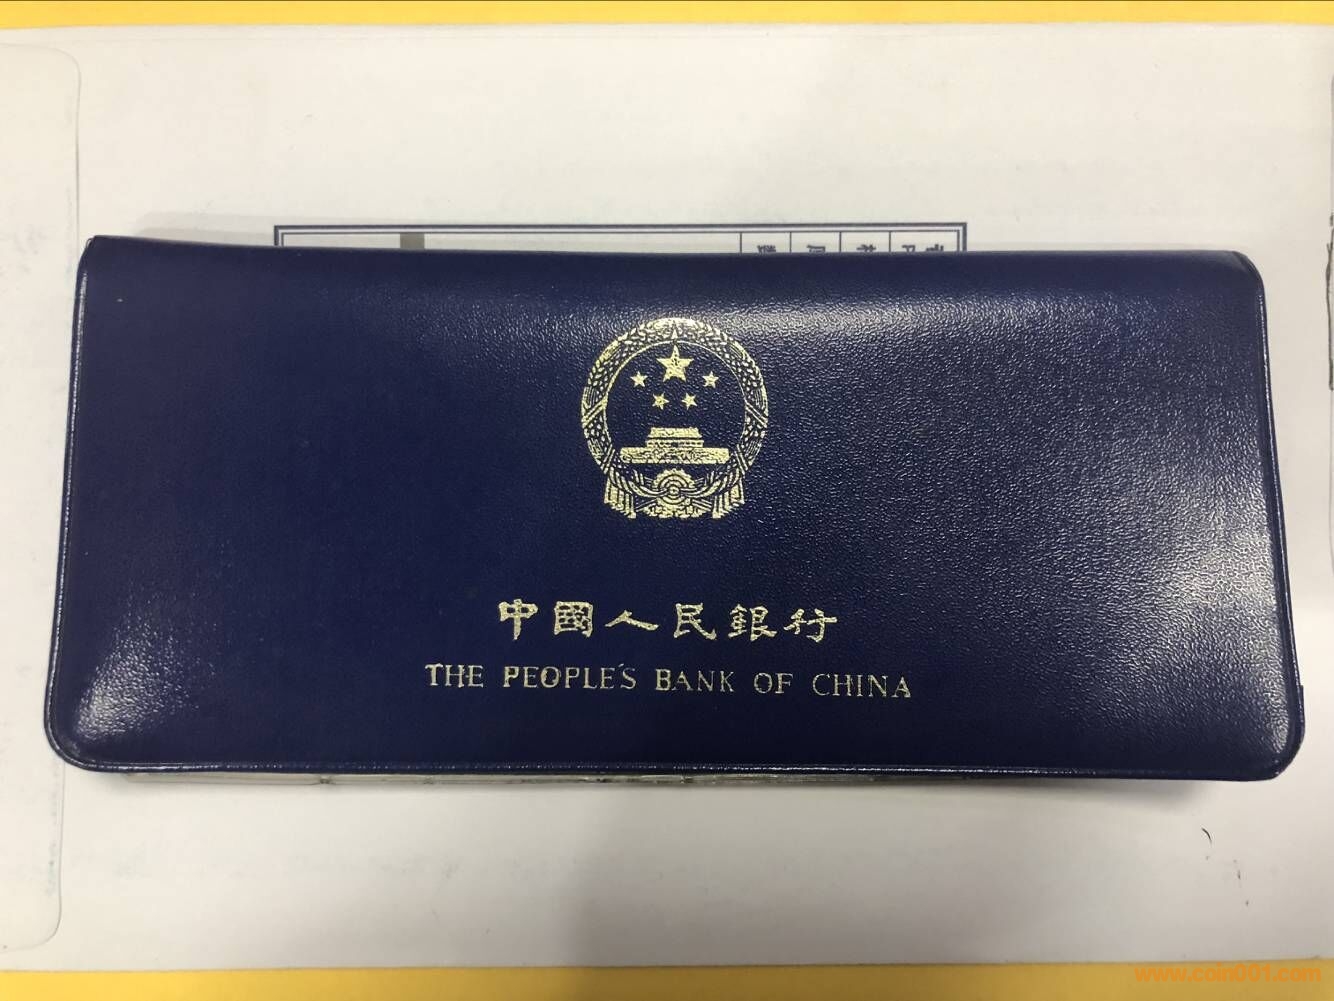 中國人民銀行
THE PEOPLE'S BANK OF CHINA
www.coin001.com